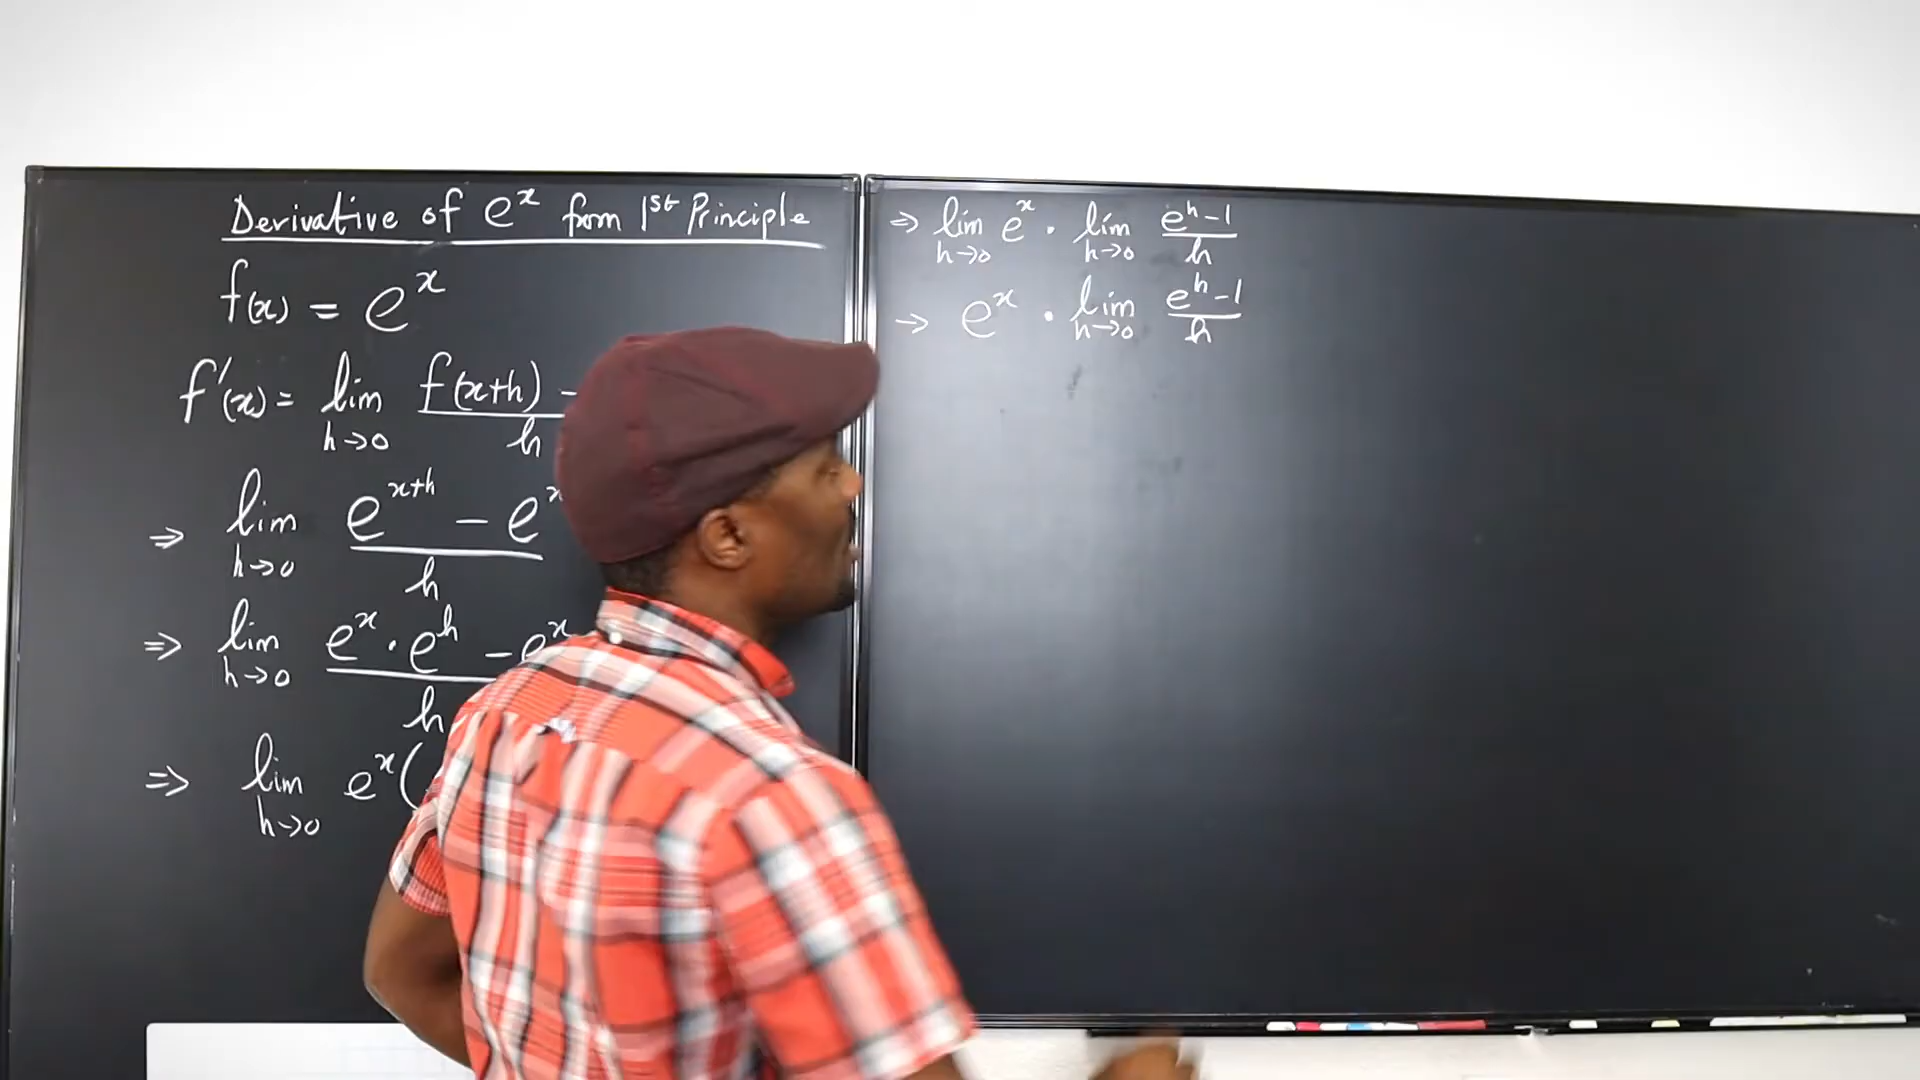 Derivative of e^x from 1st Principle
f(x) = e^x
f'(x) = lim h→0 f(x+h) - / h
⇒ lim h→0 e^(x+h) - e^x / h
⇒ lim h→0 e^x · e^h - e^x / h
⇒ lim h→0 e^x(
⇒ lim h→0 e^x · lim h→0 e^h - 1 / h
→ e^x · lim h→0 e^h - 1 / h